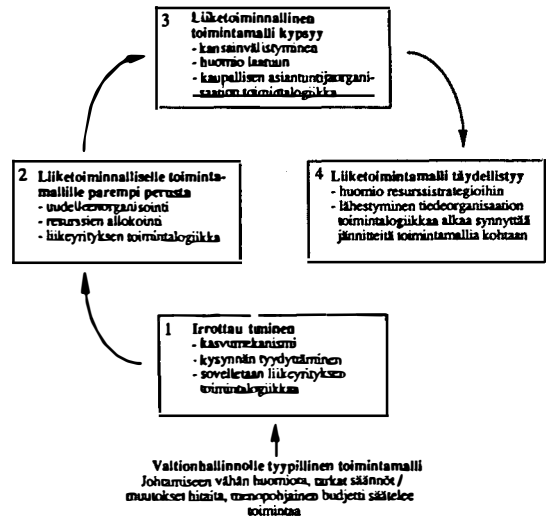 3 Liiketoiminnallinen
toimintamalli kypsyy
- kansainvälistyminen
- huomio laatuun
- kaupallisen asiantuntijaorgani-
saation toimintalogiikka
2 Liiketoiminnalliselle toiminta-
mallille parempi perusta
- uudelleenorganisointi
- resurssien allokointi
- liikeyrityksen toimintalogiikka
4 Liiketoimintamalli täydellistyy
- huomio resurssistrategioihin
- lähestyminen tiedeorganisaation
toimintalogiikkaa alkaa synnyttää
jännitteitä toimintamallia kohtaan
1 Irrottautuminen
- kasvumekanismi
- kysynnän tyydyttäminen
- sovelletaan liikeyrityksen
toimintalogiikkaa
Valtionhallinnolle tyypillinen toimintamalli
Johtamiseen vähän huomiota, tarkat säännöt /
muutokset hitaita, menopohjainen budjetti säätelee
toimintaa